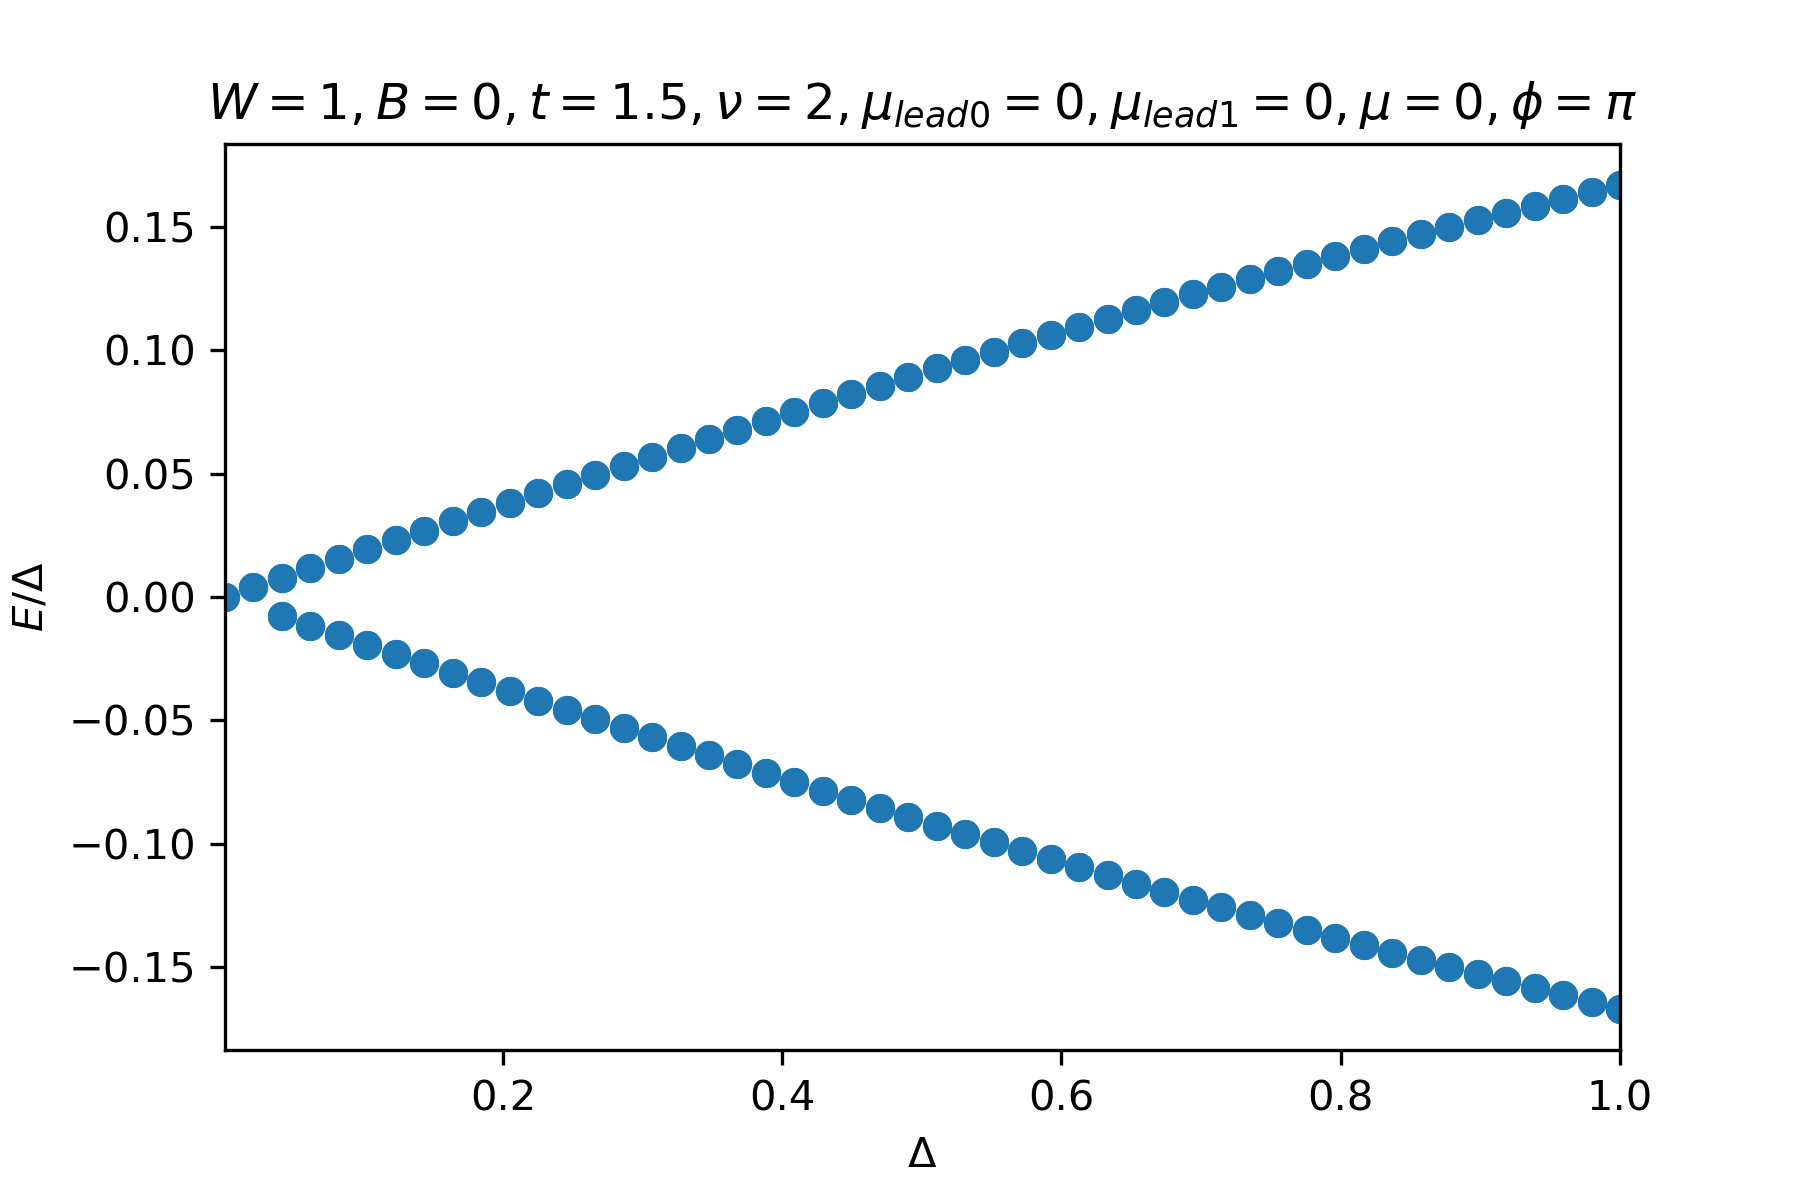 W = 1, B = 0, t = 1.5, ν = 2, μ_lead0 = 0, μ_lead1 = 0, μ = 0, ϕ = π
0.15
0.10
0.05
0.00
−0.05
−0.10
−0.15
E/Δ
0.2 0.4 0.6 0.8 1.0
Δ